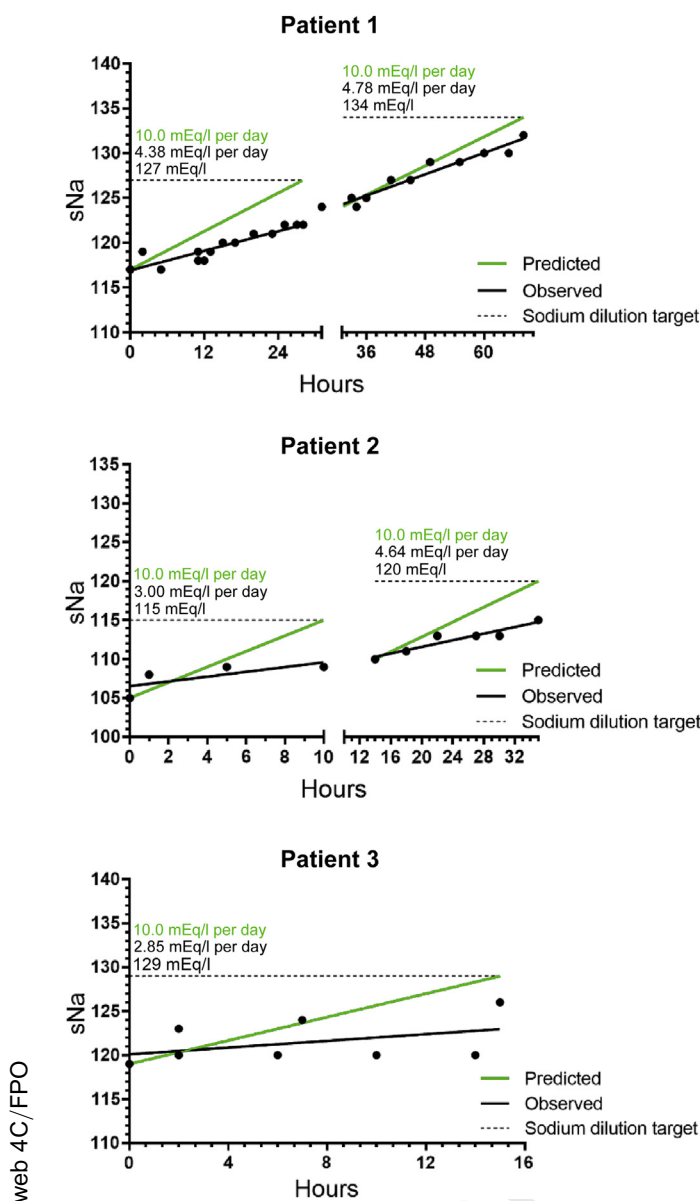 Patient 1
140
135
130
125
120
115
110
sNa
10.0 mEq/l per day
4.38 mEq/l per day
127 mEq/l
10.0 mEq/l per day
4.78 mEq/l per day
134 mEq/l
Predicted
Observed
Sodium dilution target
0 12 24 36 48 60
Hours
Patient 2
135
130
125
120
115
110
105
100
sNa
10.0 mEq/l per day
3.00 mEq/l per day
115 mEq/l
10.0 mEq/l per day
4.64 mEq/l per day
120 mEq/l
Predicted
Observed
Sodium dilution target
0 2 4 6 8 10 12 16 20 24 28 32
Hours
Patient 3
140
135
130
125
120
115
110
sNa
10.0 mEq/l per day
2.85 mEq/l per day
129 mEq/l
Predicted
Observed
Sodium dilution target
0 4 8 12 16
Hours
web 4C/FPO